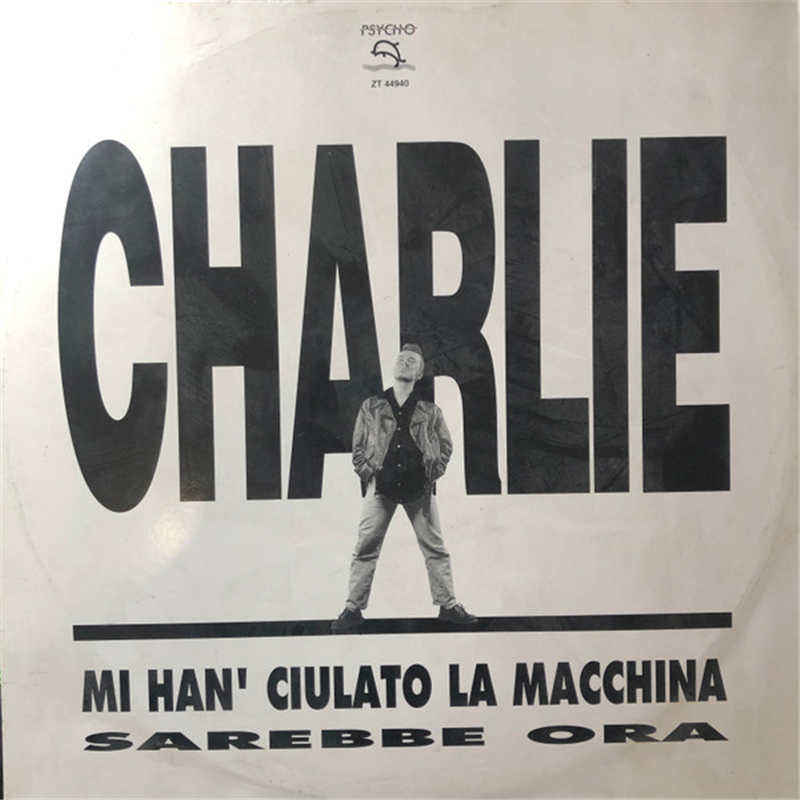 PSYCHO
ZT 44940
CHARLIE
MI HAN' CIULATO LA MACCHINA
SAREBBE ORA